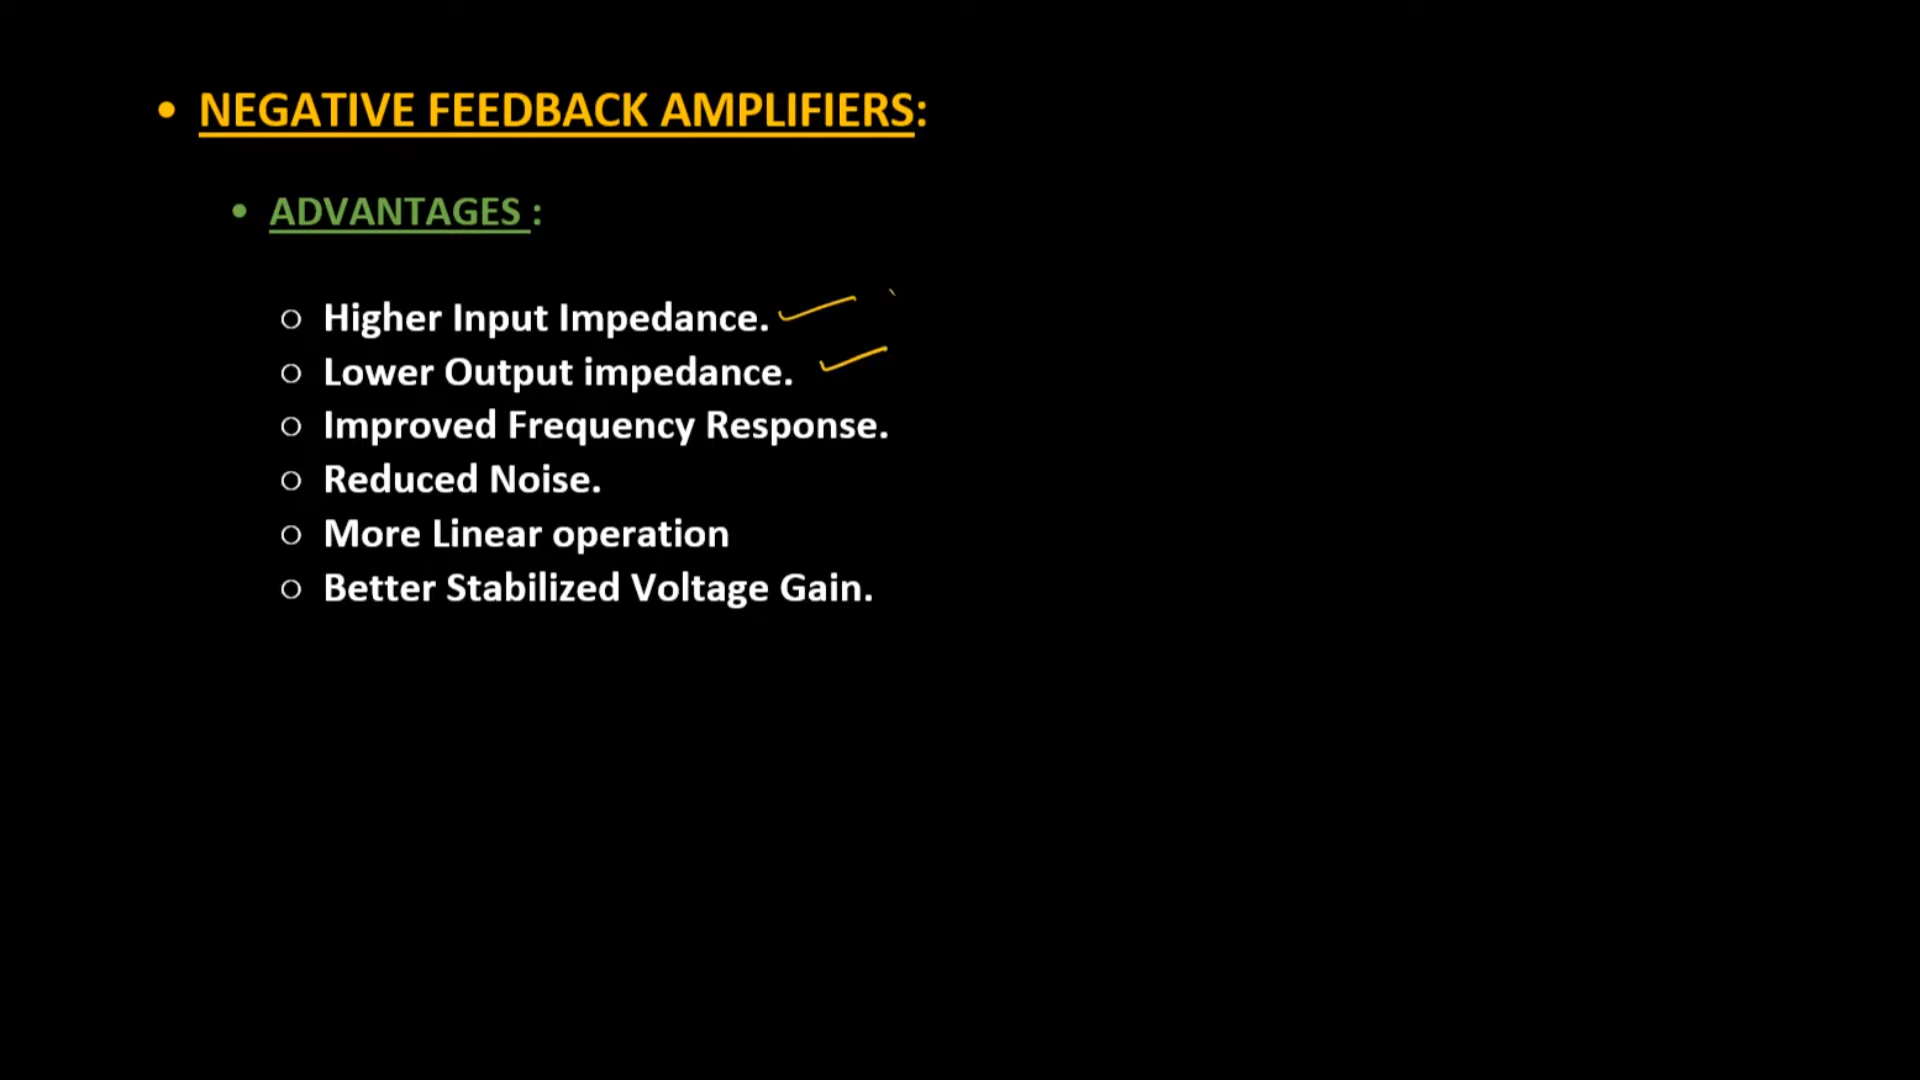 • NEGATIVE FEEDBACK AMPLIFIERS:
• ADVANTAGES :
○ Higher Input Impedance.
○ Lower Output impedance.
○ Improved Frequency Response.
○ Reduced Noise.
○ More Linear operation
○ Better Stabilized Voltage Gain.